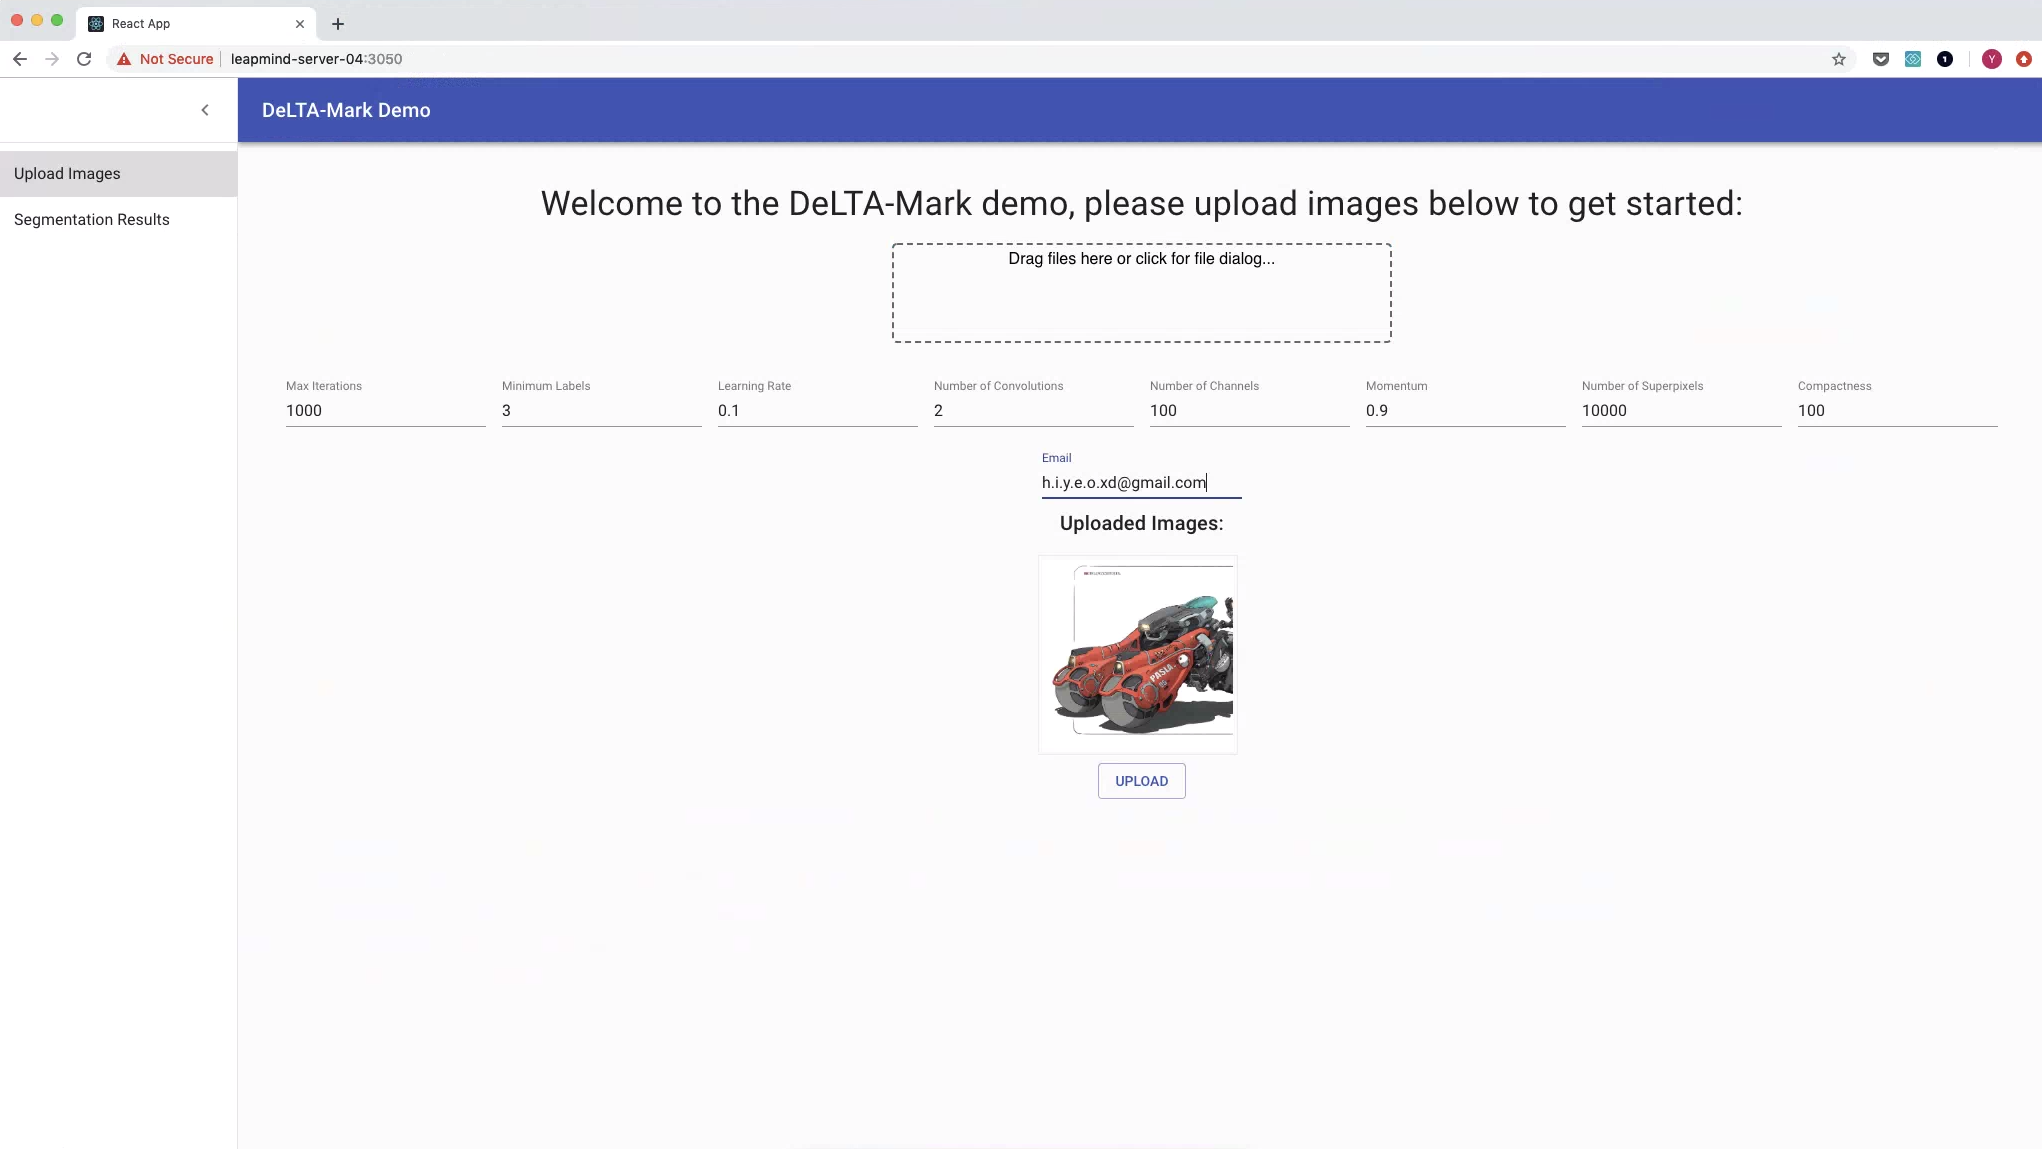 React App
Not Secure
leapmind-server-04:3050
1
Y
DeLTA-Mark Demo
Upload Images
Segmentation Results
Welcome to the DeLTA-Mark demo, please upload images below to get started:
Drag files here or click for file dialog...
Max Iterations
1000
Minimum Labels
3
Learning Rate
0.1
Number of Convolutions
2
Number of Channels
100
Momentum
0.9
Number of Superpixels
10000
Compactness
100
Email
h.i.y.e.o.xd@gmail.com
Uploaded Images:
PASTA
UPLOAD